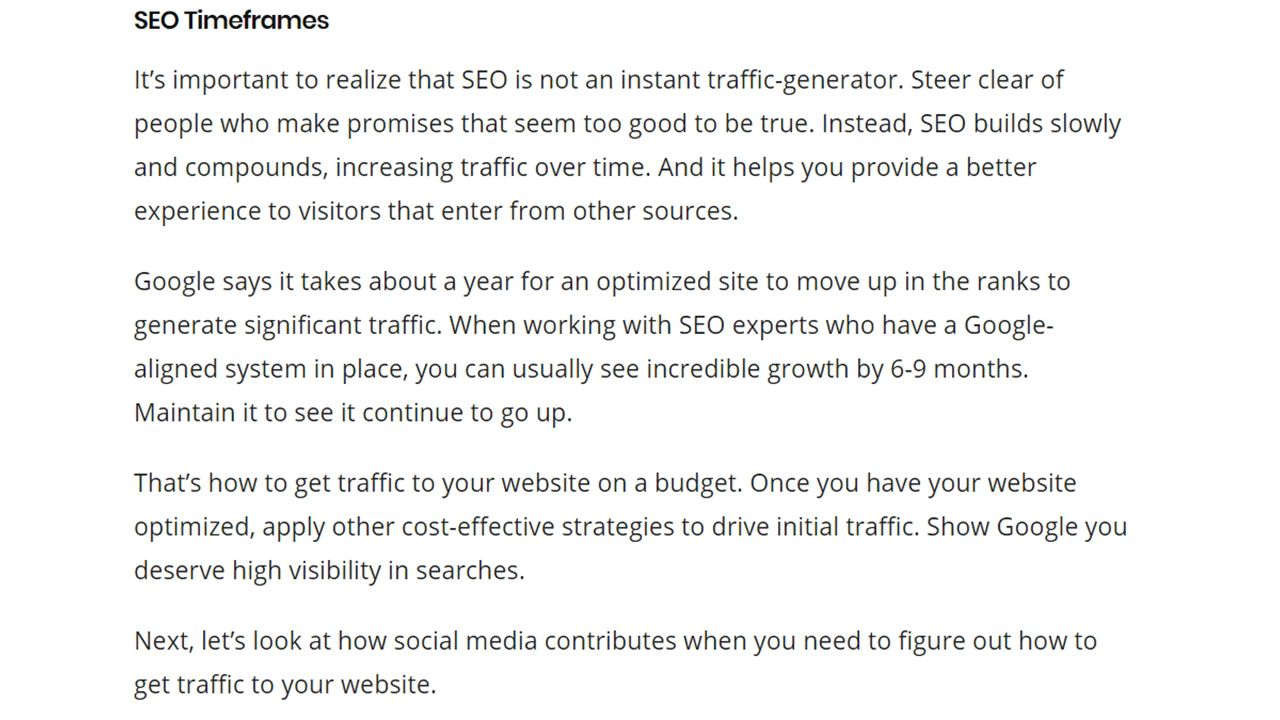 SEO Timeframes
It’s important to realize that SEO is not an instant traffic-generator. Steer clear of
people who make promises that seem too good to be true. Instead, SEO builds slowly
and compounds, increasing traffic over time. And it helps you provide a better
experience to visitors that enter from other sources.
Google says it takes about a year for an optimized site to move up in the ranks to
generate significant traffic. When working with SEO experts who have a Google-
aligned system in place, you can usually see incredible growth by 6-9 months.
Maintain it to see it continue to go up.
That’s how to get traffic to your website on a budget. Once you have your website
optimized, apply other cost-effective strategies to drive initial traffic. Show Google you
deserve high visibility in searches.
Next, let’s look at how social media contributes when you need to figure out how to
get traffic to your website.